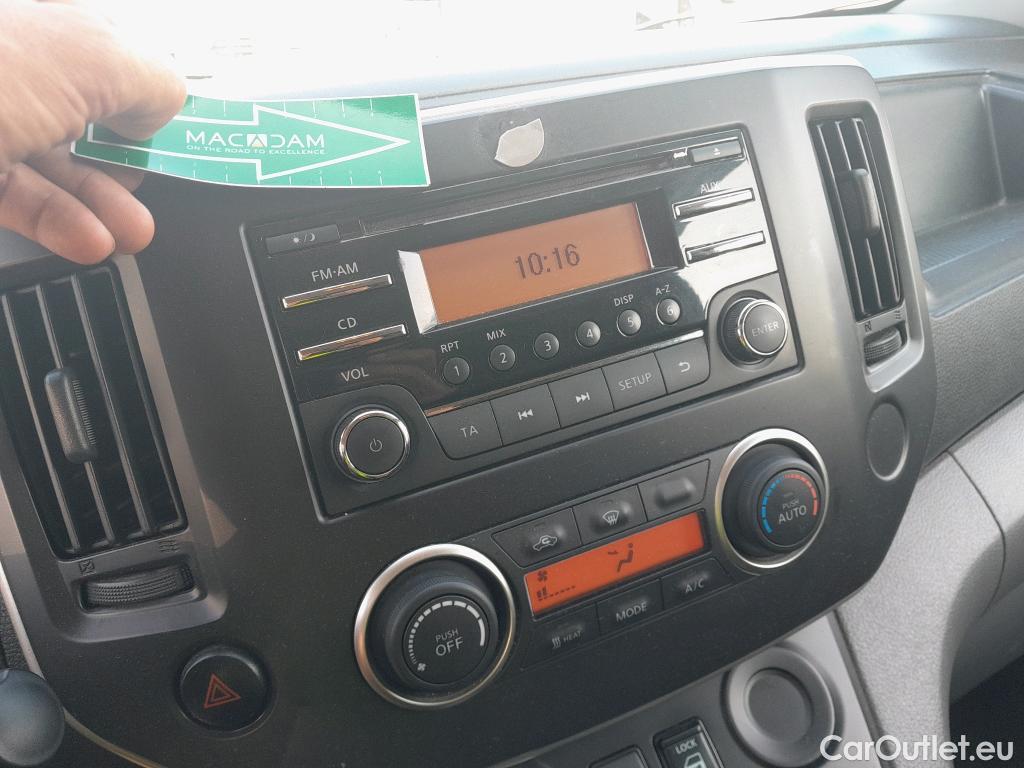 MACADAM
ON THE ROAD TO EXCELLENCE
AUX
FM·AM
10:16
CD
DISP
A-Z
RPT
MIX
1
2
3
4
5
6
VOL
ENTER
TA
SETUP
PUSH
AUTO
PUSH
OFF
HEAT
MODE
A/C
LOCK
CarOutlet.eu